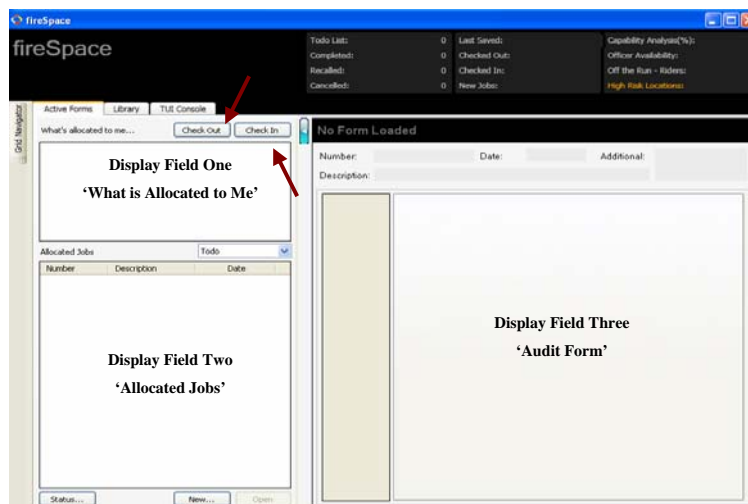 fireSpace
fireSpace
Todo List: 0 Last Saved: Capability Analysis(%):
Completed: 0 Checked Out: Officer Availability:
Recalled: 0 Checked In: Off the Run - Riders:
Cancelled: 0 New Jobs: High Risk Locations:
Grid Navigator
Active Forms Library TUI Console
What's allocated to me... Check Out Check In
Display Field One
‘What is Allocated to Me’
Allocated Jobs Todo
Number Description Date
Display Field Two
‘Allocated Jobs’
Status... New... Open
No Form Loaded
Number: Date: Additional:
Description:
Display Field Three
‘Audit Form’